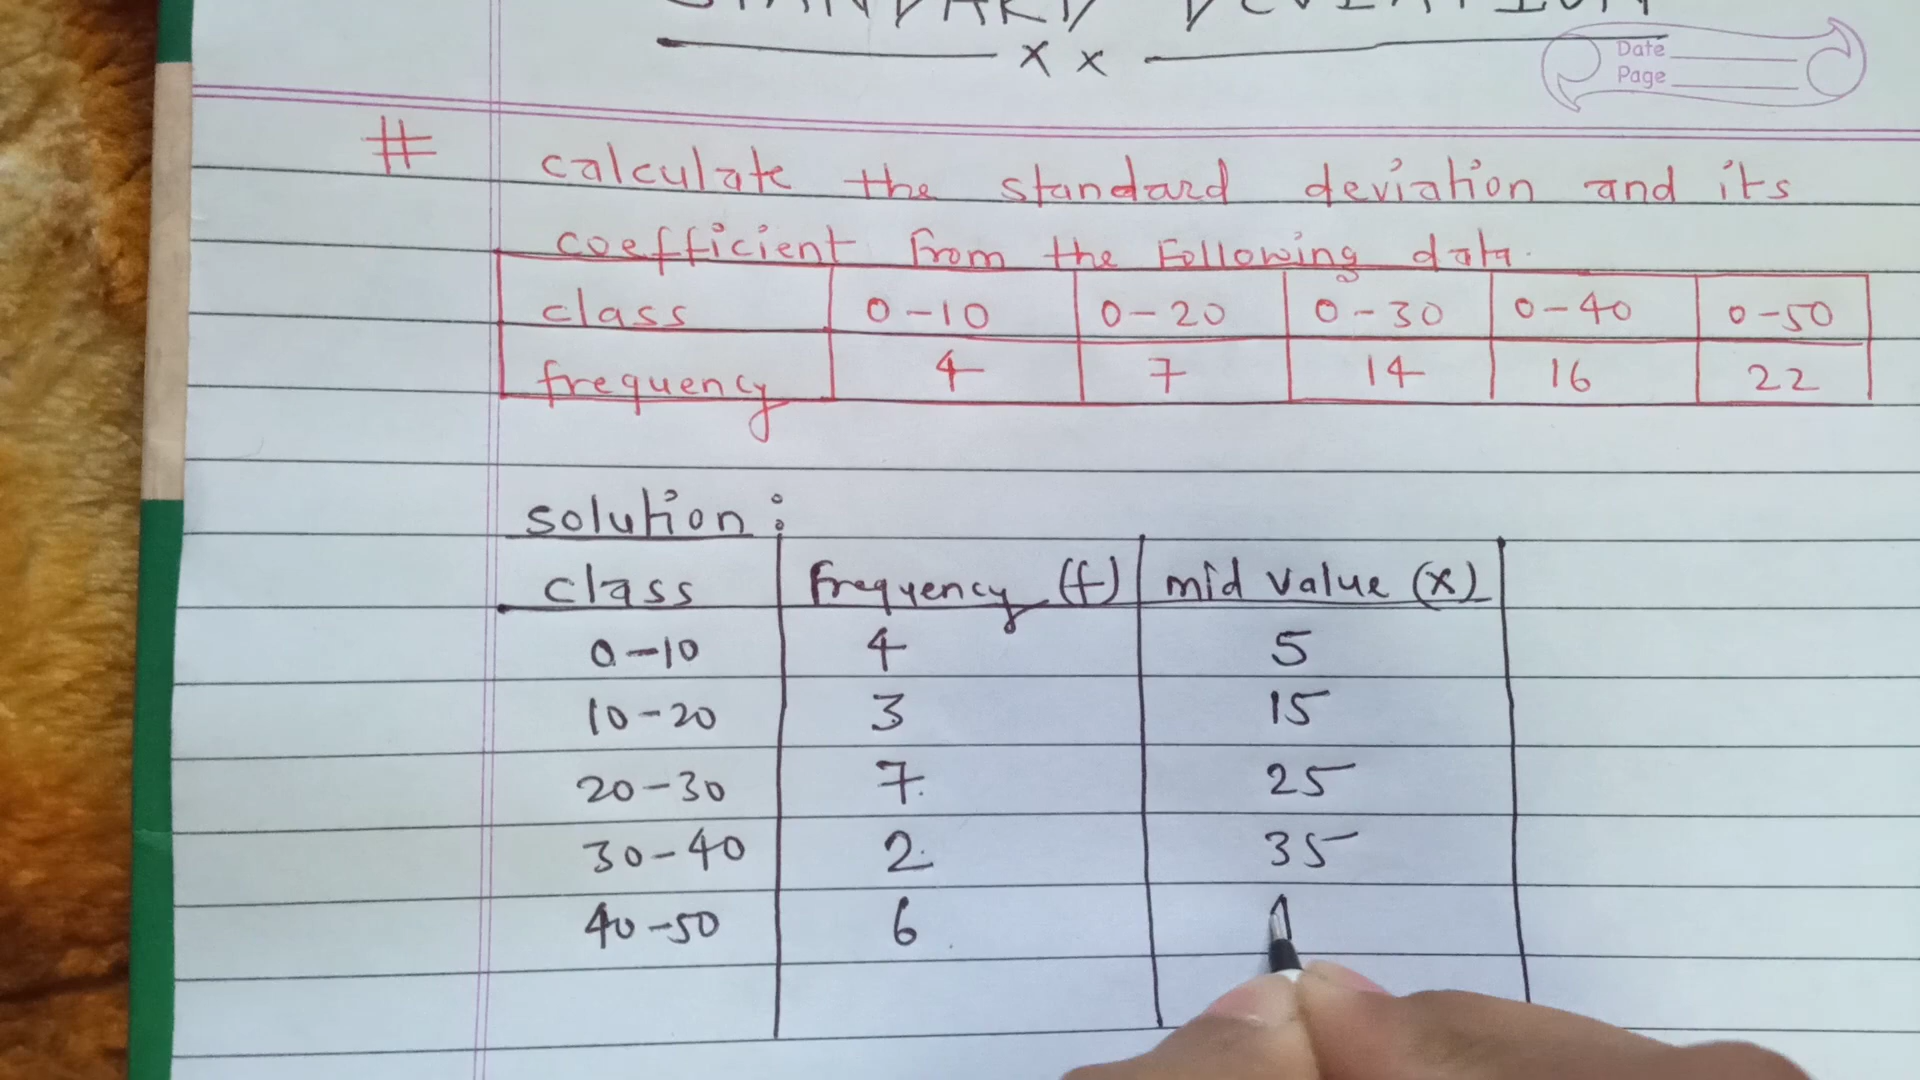 STANDARD DEVIATION
x x
Date
Page
# calculate the standard deviation and its
coefficient from the following data.
class 0-10 0-20 0-30 0-40 0-50
frequency 4 7 14 16 22
solution:
class frequency (f) mid value (x)
0-10 4 5
10-20 3 15
20-30 7 25
30-40 2 35
40-50 6